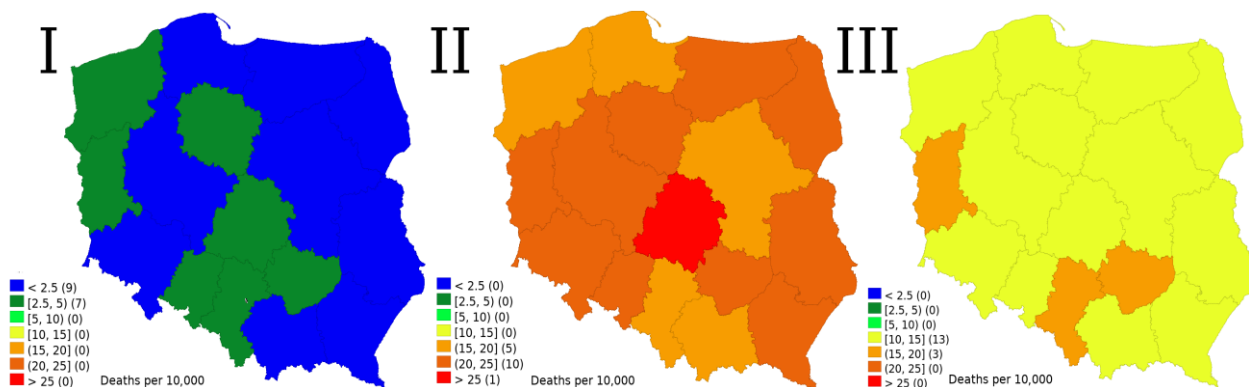 I
< 2.5 (9)
[2.5, 5) (7)
[5, 10) (0)
[10, 15] (0)
(15, 20] (0)
(20, 25] (0)
> 25 (0)
Deaths per 10,000
II
< 2.5 (0)
[2.5, 5) (0)
[5, 10) (0)
[10, 15] (0)
(15, 20] (5)
(20, 25] (10)
> 25 (1)
Deaths per 10,000
III
< 2.5 (0)
[2.5, 5) (0)
[5, 10) (0)
[10, 15] (13)
(15, 20] (3)
(20, 25] (0)
> 25 (0)
Deaths per 10,000